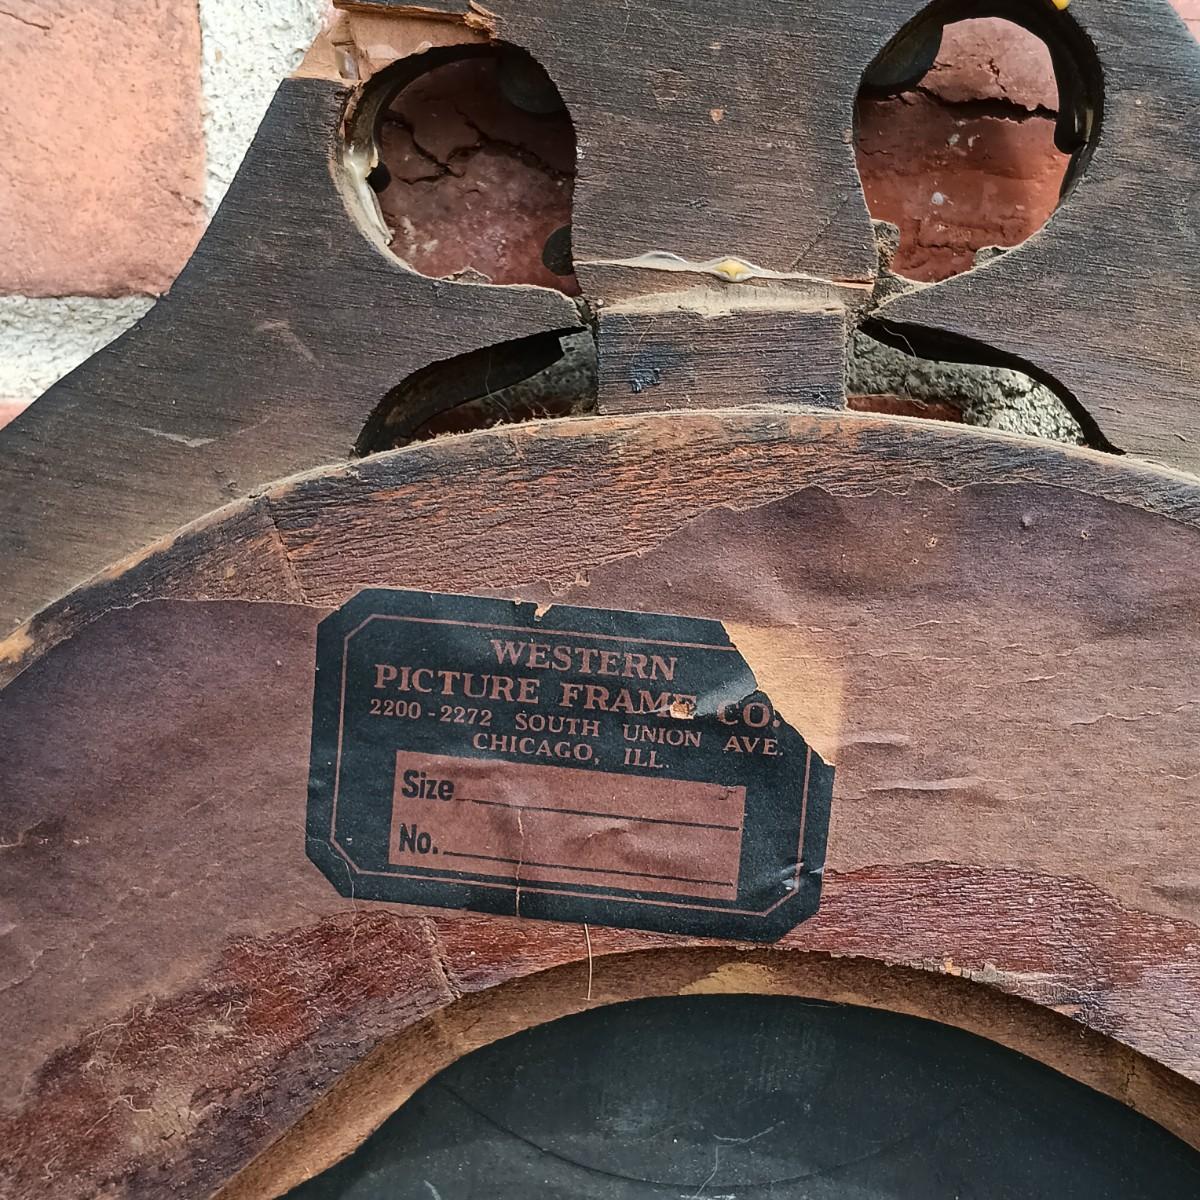 WESTERN
PICTURE FRAME CO.
2200-2272 SOUTH UNION AVE.
CHICAGO, ILL.
Size
No.